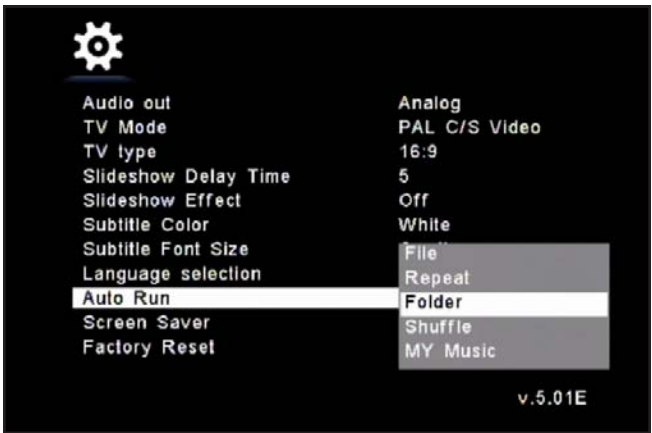 Audio out Analog
TV Mode PAL C/S Video
TV type 16:9
Slideshow Delay Time 5
Slideshow Effect Off
Subtitle Color White
Subtitle Font Size
File
Language selection Repeat
Auto Run Folder
Screen Saver Shuffle
Factory Reset MY Music
v.5.01E